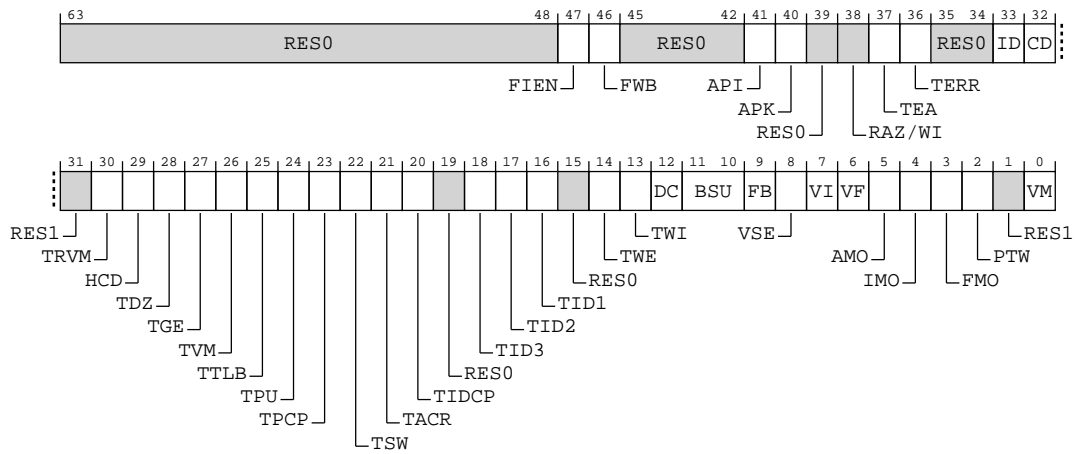 63 48 47 46 45 42 41 40 39 38 37 36 35 34 33 32
RES0 RES0 RES0 ID CD
FIEN FWB API TERR
APK TEA
RES0 RAZ/WI
31 30 29 28 27 26 25 24 23 22 21 20 19 18 17 16 15 14 13 12 11 10 9 8 7 6 5 4 3 2 1 0
DC BSU FB VI VF VM
RES1 TWI VSE RES1
TRVM TWE AMO PTW
HCD RES0 IMO FMO
TDZ TID1
TGE TID2
TVM TID3
TTLB RES0
TPU TIDCP
TPCP TACR
TSW